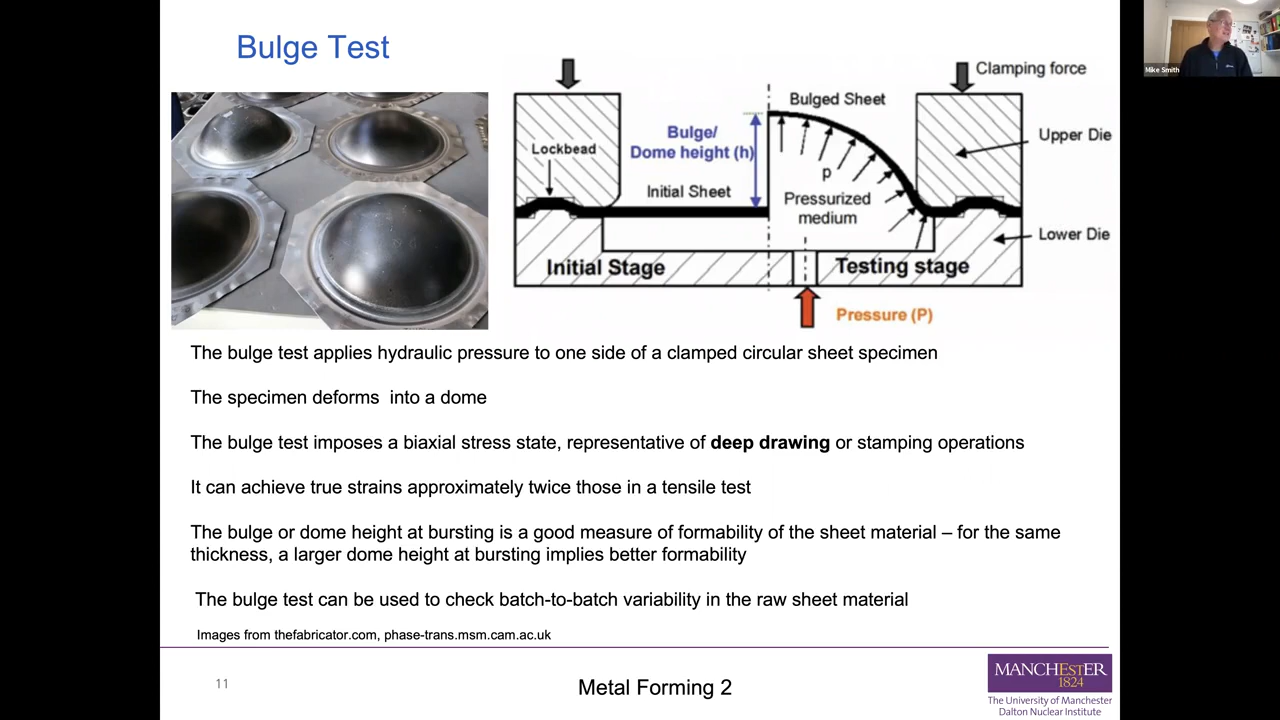 Bulge Test
Mike Smith
Clamping force
Bulged Sheet
Upper Die
Bulge/
Dome height (h)
Lockbead
p
Initial Sheet
Pressurized
medium
Lower Die
Initial Stage
Testing stage
Pressure (P)
The bulge test applies hydraulic pressure to one side of a clamped circular sheet specimen
The specimen deforms into a dome
The bulge test imposes a biaxial stress state, representative of deep drawing or stamping operations
It can achieve true strains approximately twice those in a tensile test
The bulge or dome height at bursting is a good measure of formability of the sheet material – for the same
thickness, a larger dome height at bursting implies better formability
The bulge test can be used to check batch-to-batch variability in the raw sheet material
Images from thefabricator.com, phase-trans.msm.cam.ac.uk
11
Metal Forming 2
MANCHESTER
1824
The University of Manchester
Dalton Nuclear Institute